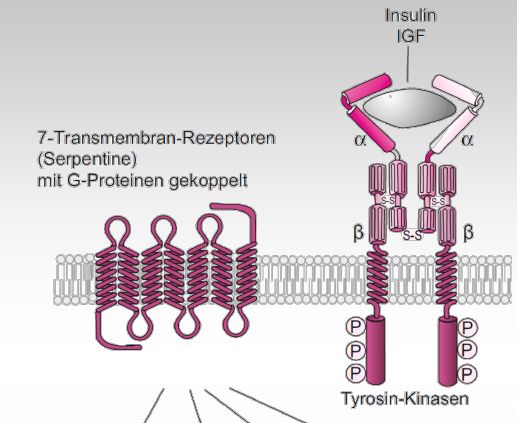 Insulin
IGF
7-Transmembran-Rezeptoren
(Serpentine)
mit G-Proteinen gekoppelt
α
α
S-S
S-S
β
S-S
β
P
P
P
P
P
P
Tyrosin-Kinasen